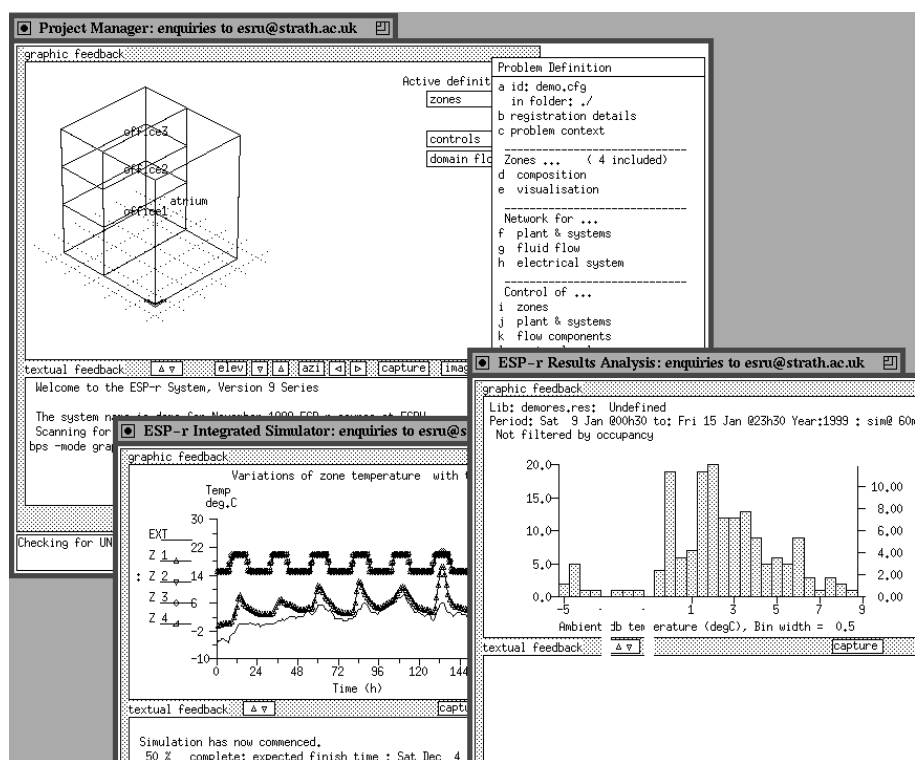 Project Manager: enquiries to esru@strath.ac.uk
graphic feedback
Active definit
zones
controls
domain flo
office3
office2
atrium
office1
Problem Definition
a id: demo.cfg
in folder: ./
b registration details
c problem context
Zones ... ( 4 included)
d composition
e visualisation
Network for ...
f plant & systems
g fluid flow
h electrical system
Control of ...
i zones
j plant & systems
k flow components
textual feedback
elev azi capture imag
Welcome to the ESP-r System, Version 9 Series
Scanning for
bps -mode grap
Checking for UN
ESP-r Integrated Simulator: enquiries to esru@s
graphic feedback
Variations of zone temperature with t
Temp
deg.C
30
22
14
6
-2
-10
EXT
Z 1
: Z 2
Z 3
Z 4
0 24 48 72 96 120 144
Time (h)
textual feedback
captu
Simulation has now commenced.
50 % complete: expected finish time : Sat Dec 4
ESP-r Results Analysis: enquiries to esru@strath.ac.uk
graphic feedback
Lib: demores.res: Undefined
Period: Sat 9 Jan @00h30 to: Fri 15 Jan @23h30 Year:1999 : sim@ 60m
Not filtered by occupancy
20.0
15.0
10.0
5.0
0.0
10.00
8.00
6.00
4.00
2.00
0.00
-5 - - 1 3 5 7 9
Ambient db temperature (degC), Bin width = 0.5
textual feedback
capture